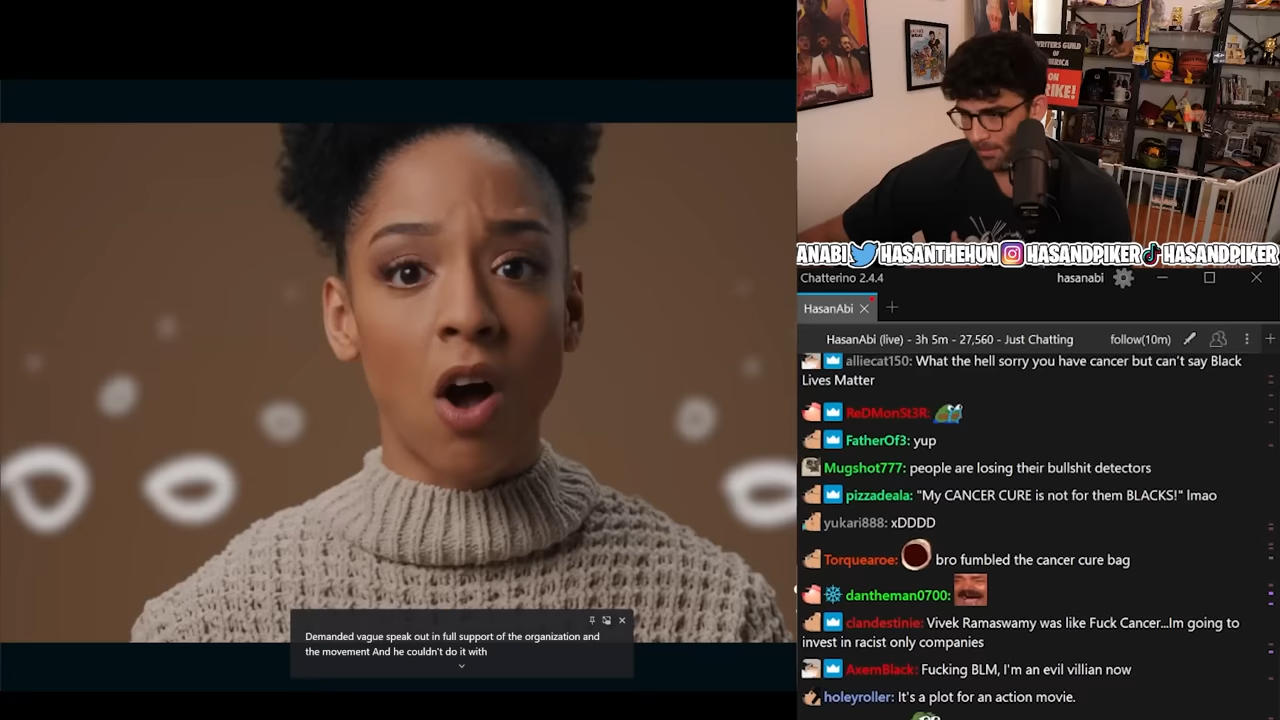 WRITERS GUILD
ON
ANABI HASANTHEHUN HASANDPIKER HASANDPIKER
Chatterino 2.4.4
hasanabi
HasanAbi
HasanAbi (live) - 3h 5m - 27,560 - Just Chatting
follow(10m)
alliecat150: What the hell sorry you have cancer but can't say Black
Lives Matter
ReDMonSt3R:
FatherOf3: yup
Mugshot777: people are losing their bullshit detectors
pizzadeala: "My CANCER CURE is not for them BLACKS!" lmao
yukari888: xDDDD
Torquearoe: bro fumbled the cancer cure bag
dantheman0700:
clandestinie: Vivek Ramaswamy was like Fuck Cancer...Im going to
invest in racist only companies
AxemBlack: Fucking BLM, I'm an evil villian now
holeyroller: It's a plot for an action movie.
Demanded vague speak out in full support of the organization and
the movement And he couldn't do it with